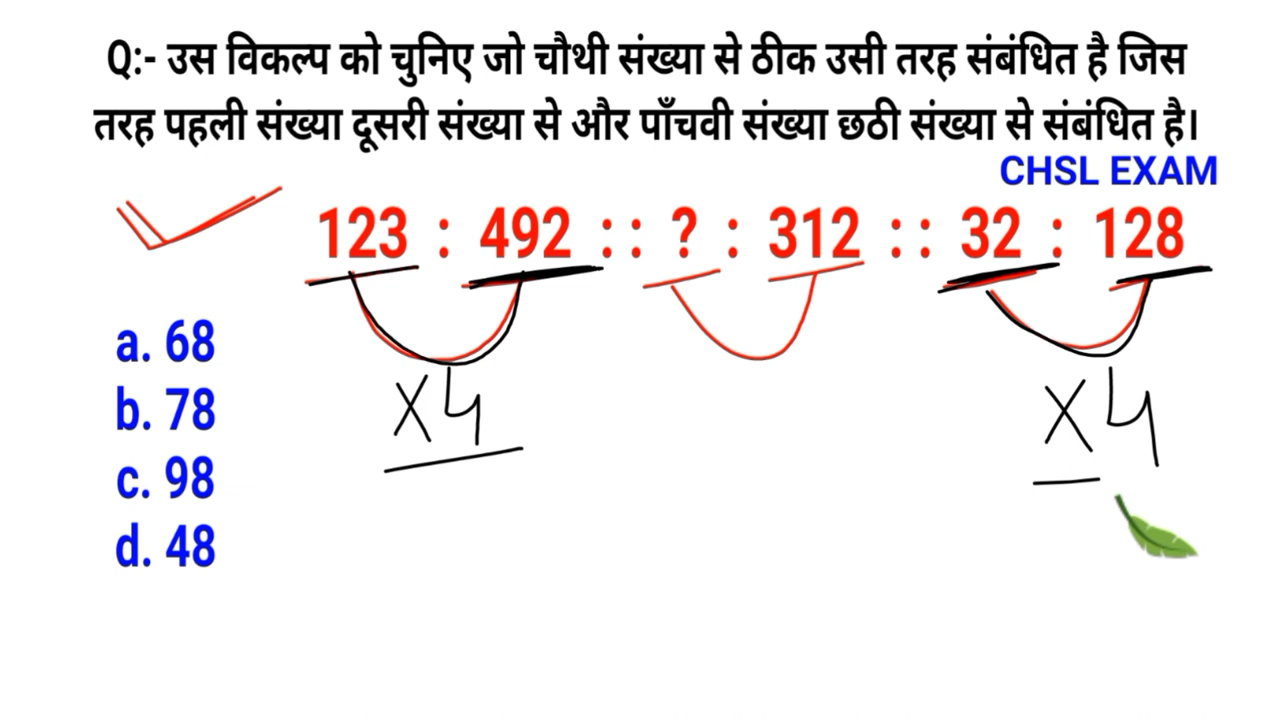 Q:- उस विकल्प को चुनिए जो चौथी संख्या से ठीक उसी तरह संबंधित है जिस
तरह पहली संख्या दूसरी संख्या से और पाँचवी संख्या छठी संख्या से संबंधित है।
CHSL EXAM
123 : 492 :: ? : 312 :: 32 : 128
X4 X4
a. 68
b. 78
c. 98
d. 48